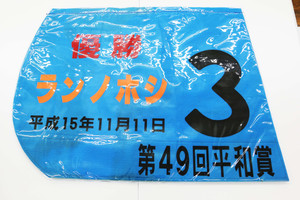 優勝
ランノホシ
3
平成15年11月11日
第49回平和賞